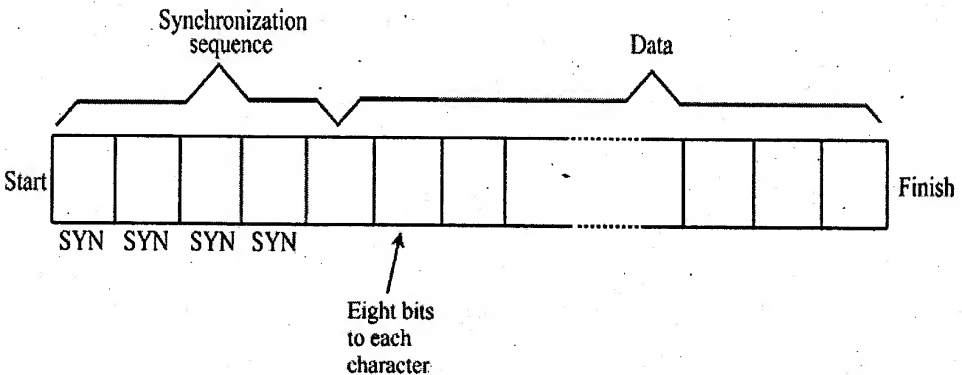 Synchronization
sequence
Data
Start
Finish
SYN SYN SYN SYN
Eight bits
to each
character